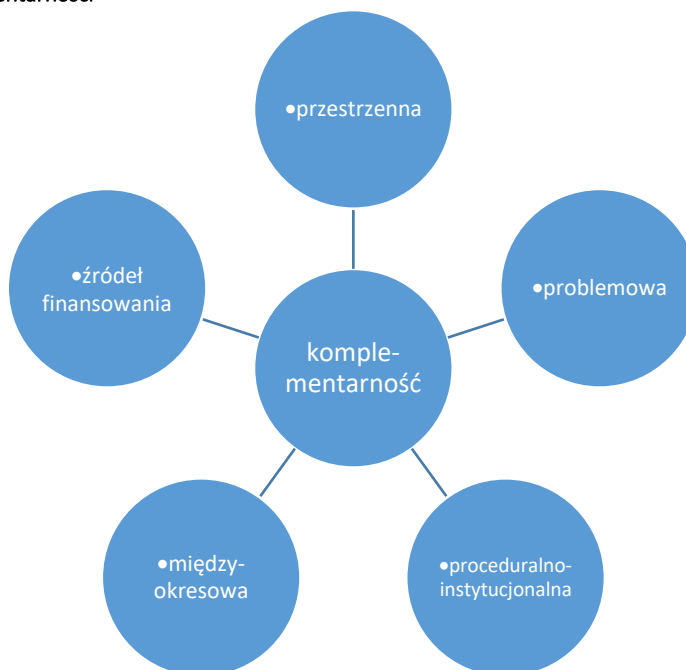 •przestrzenna
•źródeł
finansowania
•problemowa
komple-
mentarność
•między-
okresowa
•proceduralno-
instytucjonalna